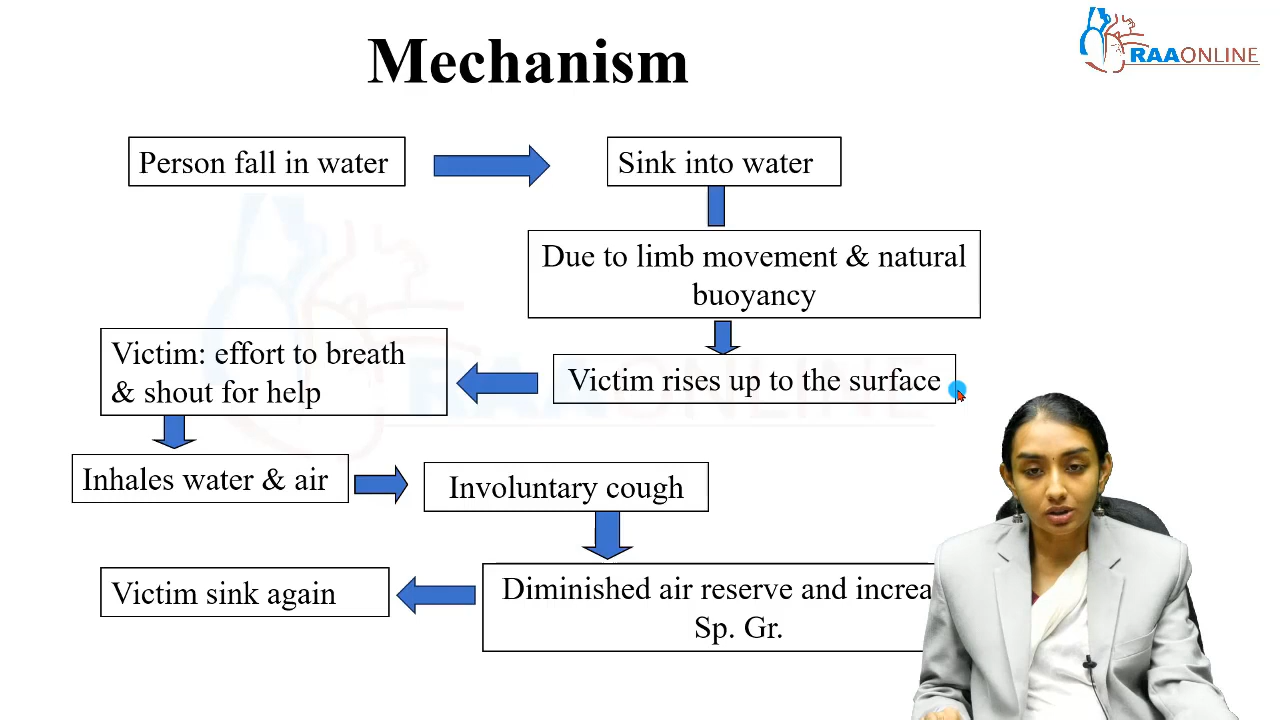 Mechanism
RAAONLINE
Person fall in water
Sink into water
Due to limb movement & natural
buoyancy
Victim rises up to the surface
Victim: effort to breath
& shout for help
Inhales water & air
Involuntary cough
Diminished air reserve and increa
Sp. Gr.
Victim sink again
RAAONLINE